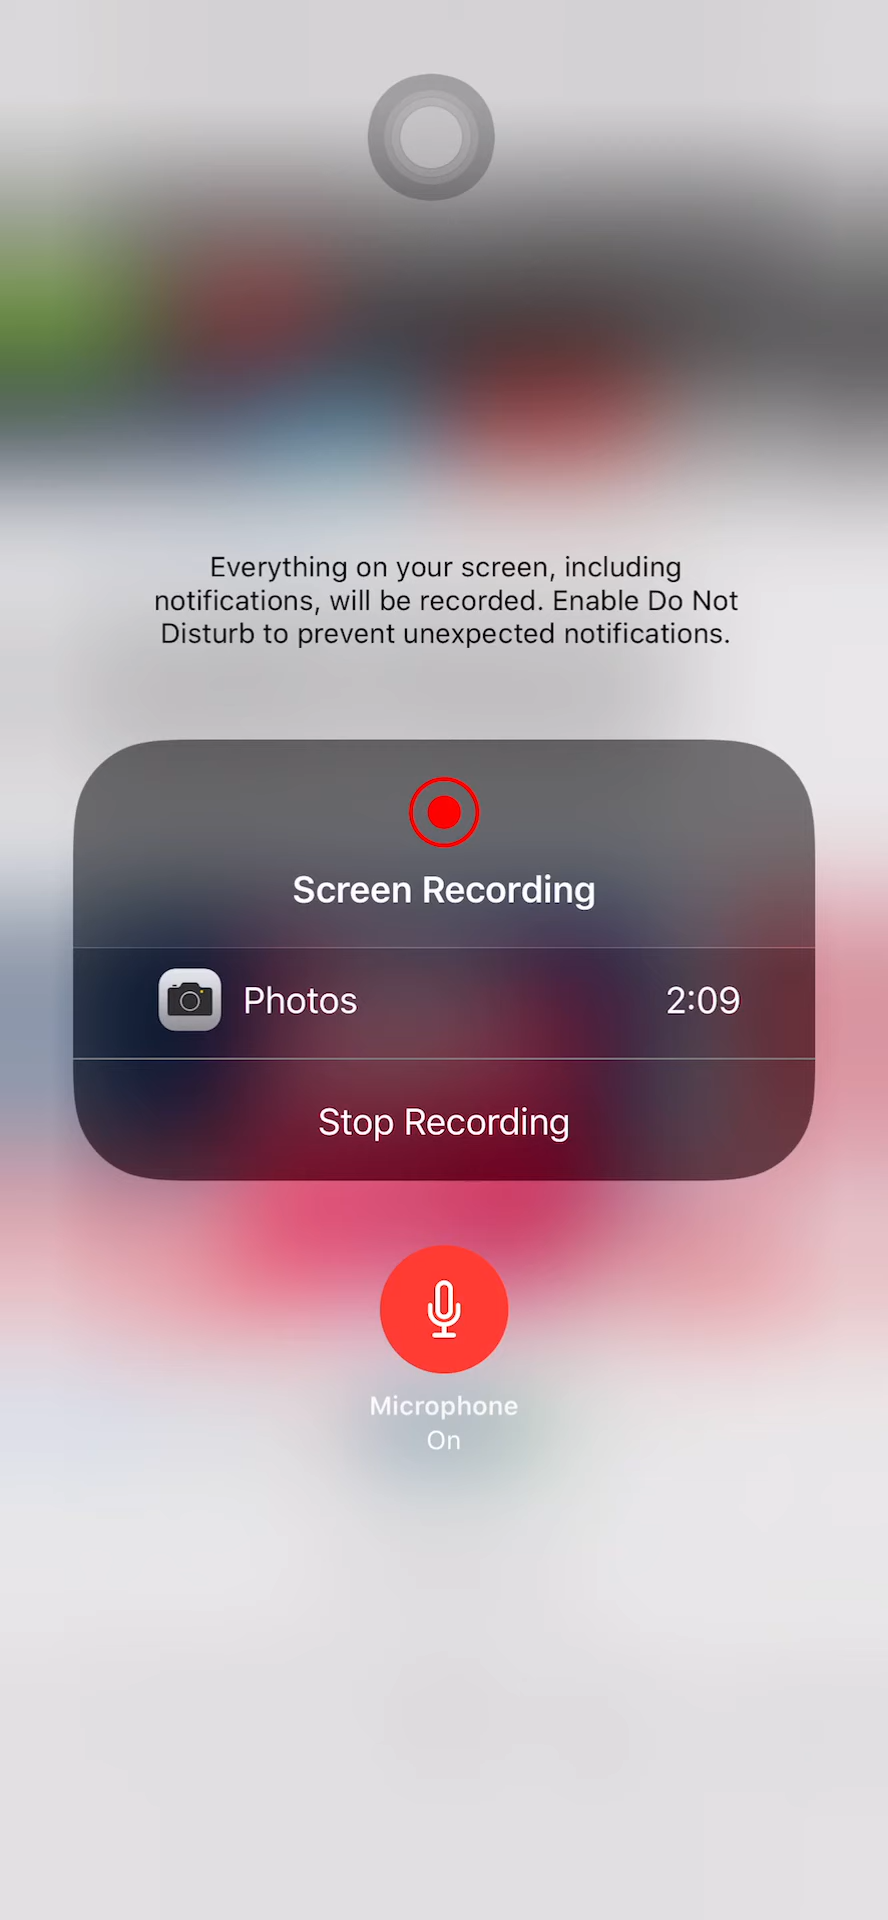 Everything on your screen, including
notifications, will be recorded. Enable Do Not
Disturb to prevent unexpected notifications.
Screen Recording
Photos 2:09
Stop Recording
Microphone
On